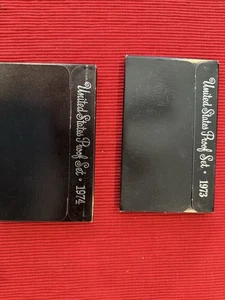 United States Proof Set • 1974
United States Proof Set • 1973